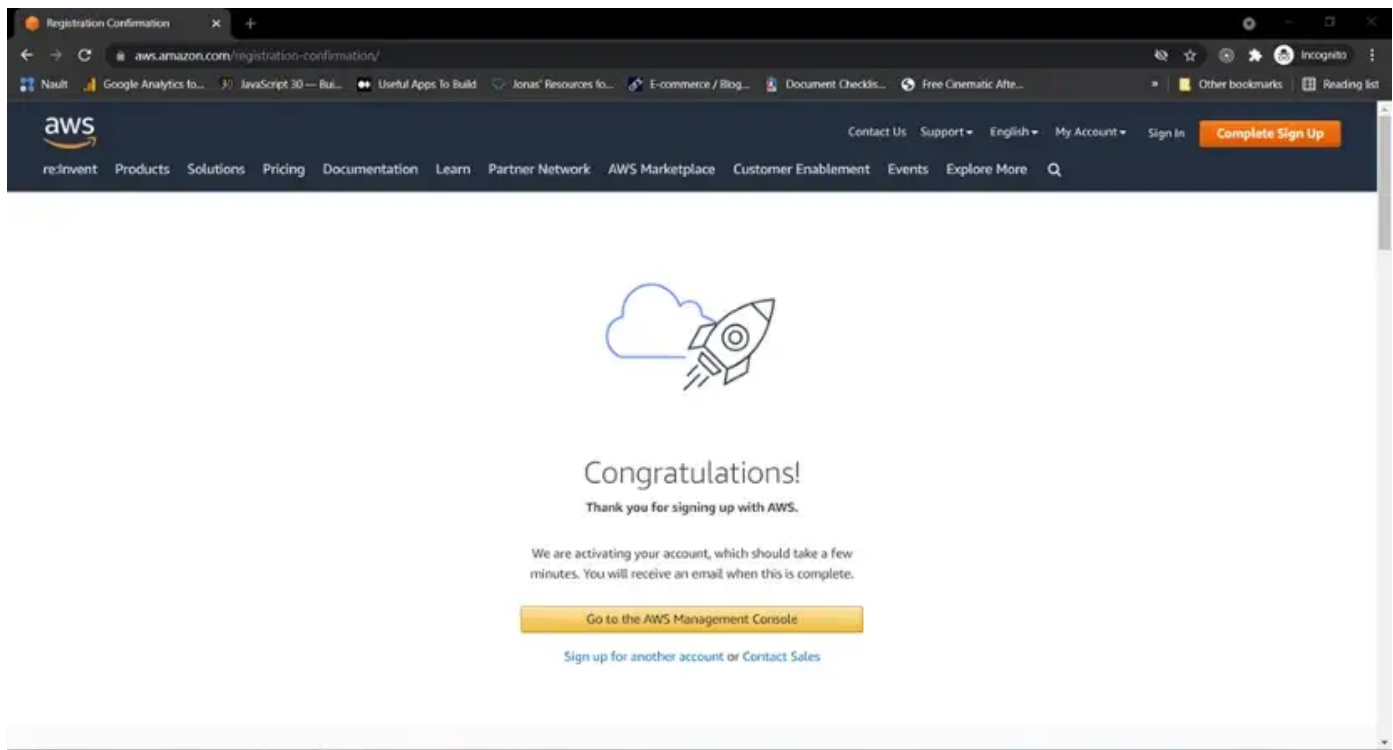 Registration Confirmation
aws.amazon.com/registration-confirmation/
Incognito
Nault Google Analytics fo... JavaScript 30 — Bui... Useful Apps To Build Jonas' Resources fo... E-commerce / Blog... Document Checklis... Free Cinematic Afte... » Other bookmarks Reading list
aws
Contact Us Support English My Account Sign In Complete Sign Up
re:Invent Products Solutions Pricing Documentation Learn Partner Network AWS Marketplace Customer Enablement Events Explore More
Congratulations!
Thank you for signing up with AWS.
We are activating your account, which should take a few
minutes. You will receive an email when this is complete.
Go to the AWS Management Console
Sign up for another account or Contact Sales